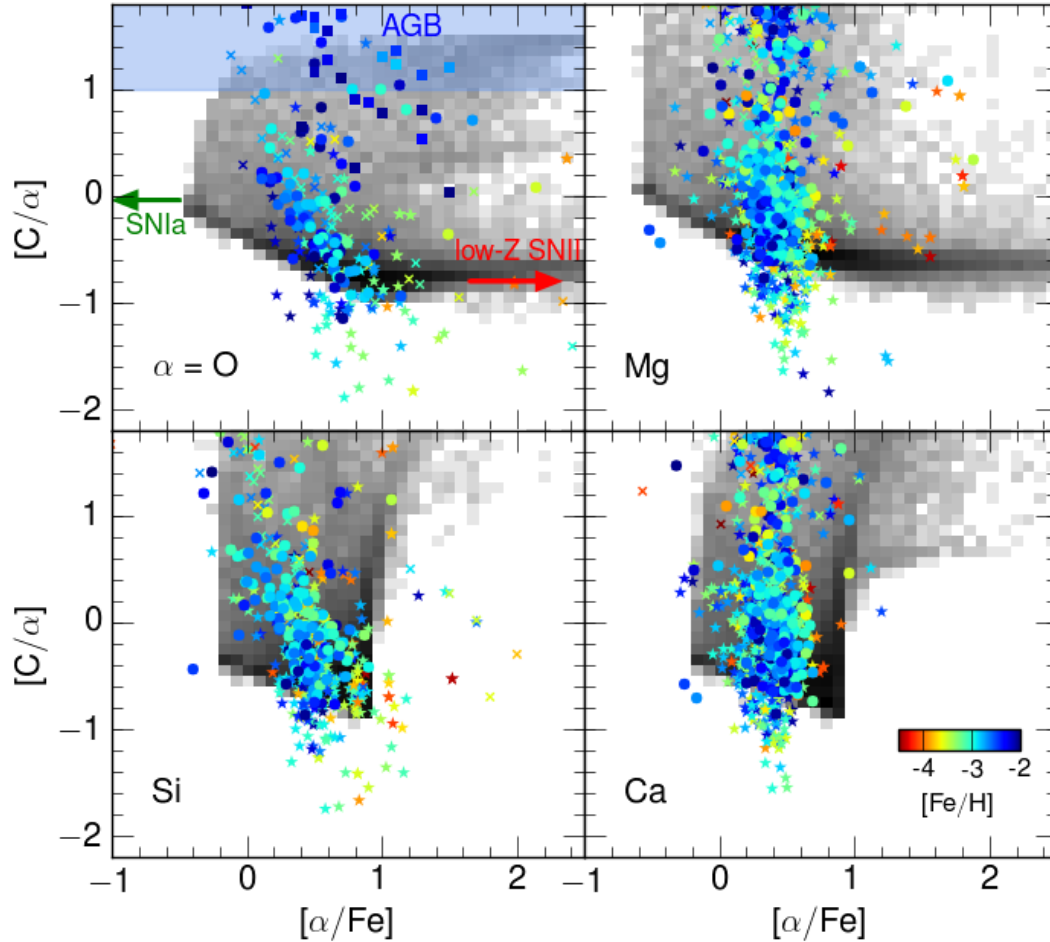 AGB
1
0
−1
−2
[C/α]
SNIa
low-Z SNII
α = O
Mg
1
0
−1
−2
[C/α]
Si
Ca
-4 -3 -2
[Fe/H]
−1 0 1 2
−1 0 1 2
[α/Fe]
[α/Fe]